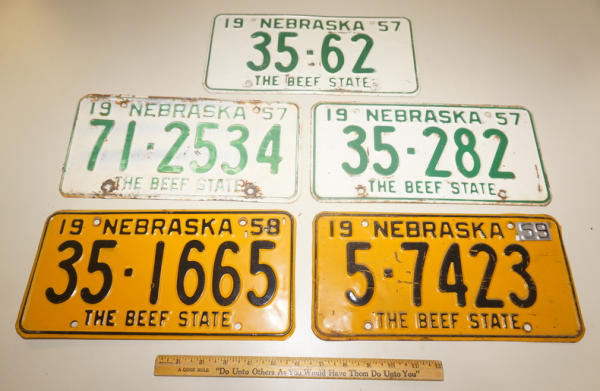 19 NEBRASKA 57
35·62
THE BEEF STATE
19 NEBRASKA 57
71·2534
THE BEEF STATE
19 NEBRASKA 57
35·282
THE BEEF STATE
19 NEBRASKA 58
35·1665
THE BEEF STATE
19 NEBRASKA 59
5·7423
THE BEEF STATE
A GOOD RULE "Do Unto Others As You Would Have Them Do Unto You"